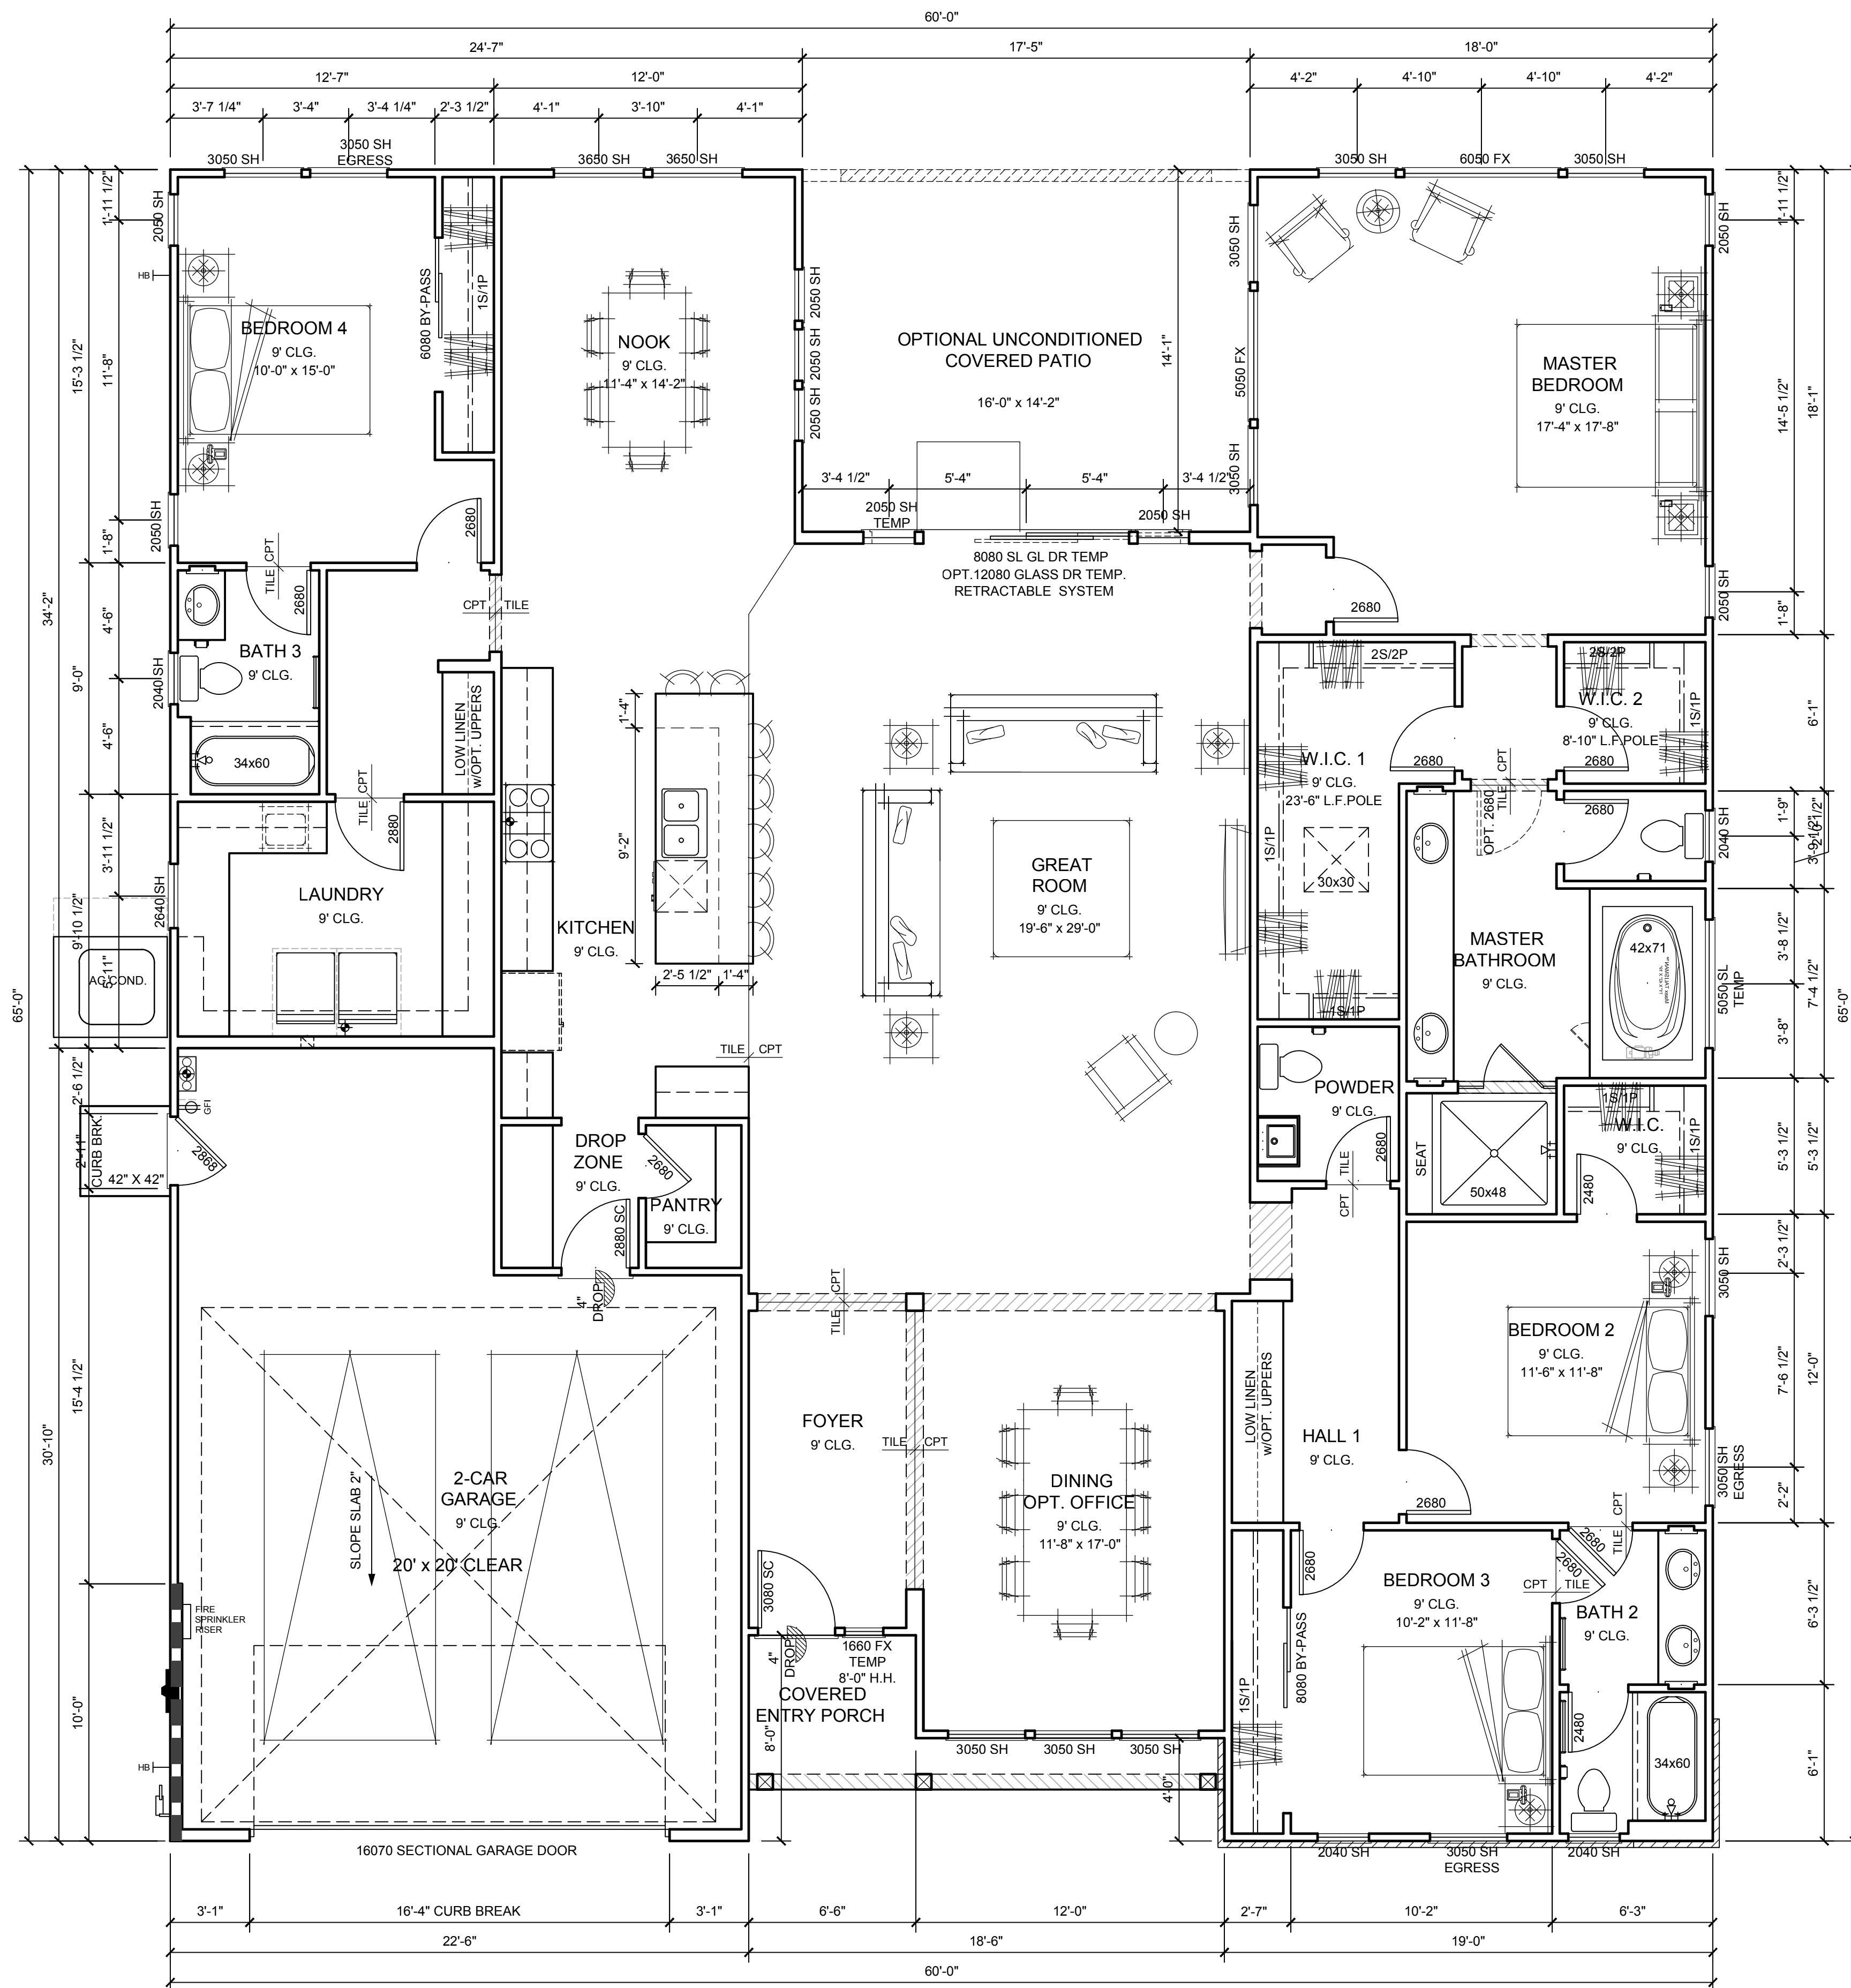 60'-0"
24'-7"
17'-5"
18'-0"
12'-7"
12'-0"
4'-2"
4'-10"
4'-10"
4'-2"
3'-7 1/4"
3'-4"
3'-4 1/4"
2'-3 1/2"
4'-1"
3'-10"
4'-1"
3050 SH
3050 SH
EGRESS
3650 SH
3650 SH
3050 SH
6050 FX
3050 SH
65'-0"
34'-2"
30'-10"
15'-3 1/2"
9'-0"
9'-10 1/2"
2'-6 1/2"
2'-11"
15'-4 1/2"
10'-0"
1'-11 1/2"
11'-8"
1'-8"
4'-6"
4'-6"
3'-11 1/2"
5'-11"
2050 SH
HB
2050 SH
2040 SH
2640 SH
BEDROOM 4
9' CLG.
10'-0" x 15'-0"
6080 BY-PASS
1S/1P
2680
TILE
CPT
2680
CPT
TILE
BATH 3
9' CLG.
34x60
LOW LINEN
w/OPT. UPPERS
TILE
CPT
2880
LAUNDRY
9' CLG.
AC COND.
NOOK
9' CLG.
11'-4" x 14'-2"
2050 SH
2050 SH
2050 SH
OPTIONAL UNCONDITIONED
COVERED PATIO
16'-0" x 14'-2"
14'-1"
3'-4 1/2"
5'-4"
5'-4"
3'-4 1/2"
2050 SH
TEMP
2050 SH
8080 SL GL DR TEMP
OPT.12080 GLASS DR TEMP.
RETRACTABLE SYSTEM
3050 SH
5050 FX
3050 SH
MASTER
BEDROOM
9' CLG.
17'-4" x 17'-8"
2050 SH
2050 SH
2680
1'-4"
9'-2"
2'-5 1/2"
1'-4"
KITCHEN
9' CLG.
TILE
CPT
GREAT
ROOM
9' CLG.
19'-6" x 29'-0"
2S/2P
W.I.C. 1
9' CLG.
23'-6" L.F.POLE
1S/1P
30x30
1S/1P
2680
2S/2P
W.I.C. 2
9' CLG.
8'-10" L.F.POLE
1S/1P
2680
TILE
CPT
OPT. 2680
2680
2040 SH
MASTER
BATHROOM
9' CLG.
42x71
5050 SL
TEMP
POWDER
9' CLG.
2680
CPT
TILE
SEAT
50x48
1S/1P
W.I.C.
9' CLG.
1S/1P
2480
1'-11 1/2"
14'-5 1/2"
18'-1"
1'-8"
6'-1"
1'-9"
3'-9 1/2"
3'-8 1/2"
7'-4 1/2"
3'-8"
5'-3 1/2"
5'-3 1/2"
2'-3 1/2"
7'-6 1/2"
12'-0"
2'-2"
6'-3 1/2"
6'-1"
65'-0"
GFI
2868
CURB BRK.
42" X 42"
DROP
ZONE
9' CLG.
2680
PANTRY
9' CLG.
2880 SC
4"
DROP
TILE
CPT
FOYER
9' CLG.
TILE
CPT
DINING
OPT. OFFICE
9' CLG.
11'-8" x 17'-0"
LOW LINEN
w/OPT. UPPERS
HALL 1
9' CLG.
BEDROOM 2
9' CLG.
11'-6" x 11'-8"
3050 SH
3050 SH
EGRESS
2680
2-CAR
GARAGE
9' CLG.
20' x 20' CLEAR
SLOPE SLAB 2"
FIRE
SPRINKLER
RISER
HB
3080 SC
4"
DROP
1660 FX
TEMP
8'-0" H.H.
COVERED
ENTRY PORCH
8'-0"
3050 SH
3050 SH
3050 SH
4'-0"
2680
BEDROOM 3
9' CLG.
10'-2" x 11'-8"
8080 BY-PASS
1S/1P
CPT
TILE
2680
2680
TILE
CPT
BATH 2
9' CLG.
2480
34x60
16070 SECTIONAL GARAGE DOOR
2040 SH
3050 SH
EGRESS
2040 SH
3'-1"
16'-4" CURB BREAK
3'-1"
6'-6"
12'-0"
2'-7"
10'-2"
6'-3"
22'-6"
18'-6"
19'-0"
60'-0"